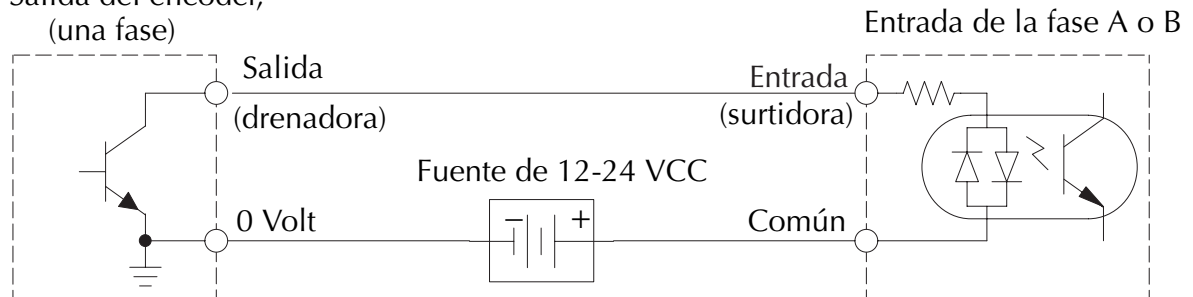 Salida del encoder,
(una fase)
Entrada de la fase A o B
Salida
(drenadora)
Entrada
(surtidora)
Fuente de 12-24 VCC
0 Volt
− +
Común